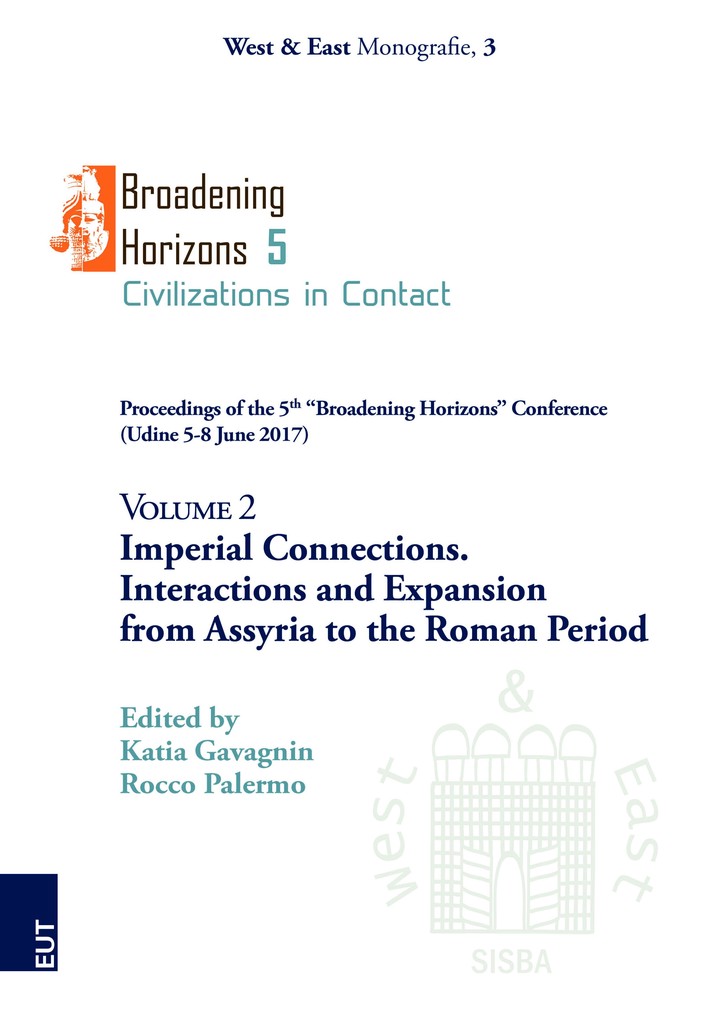 West & East Monografie, 3
Broadening
Horizons 5
Civilizations in Contact
Proceedings of the 5th “Broadening Horizons” Conference
(Udine 5-8 June 2017)
Volume 2
Imperial Connections.
Interactions and Expansion
from Assyria to the Roman Period
Edited by
Katia Gavagnin
Rocco Palermo
West & East
SISBA
EUT